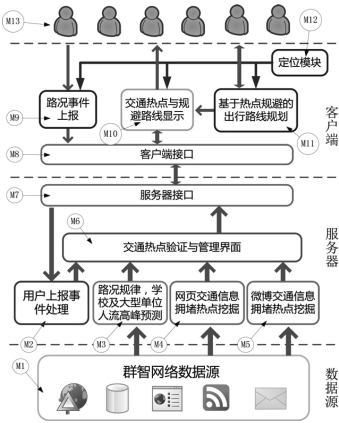 M13
M12
定位模块
路况事件
上报
M9
交通热点与规
避路线显示
M10
基于热点规避的
出行路线规划
M11
客户端
M8
客户端接口
M7
服务器接口
M6
交通热点验证与管理界面
服务器
用户上报事
件处理
M2
路况规律，学
校及大型单位
人流高峰预测
M3
网页交通信息
拥堵热点挖掘
M4
微博交通信息
拥堵热点挖掘
M5
M1
群智网络数据源
数据源